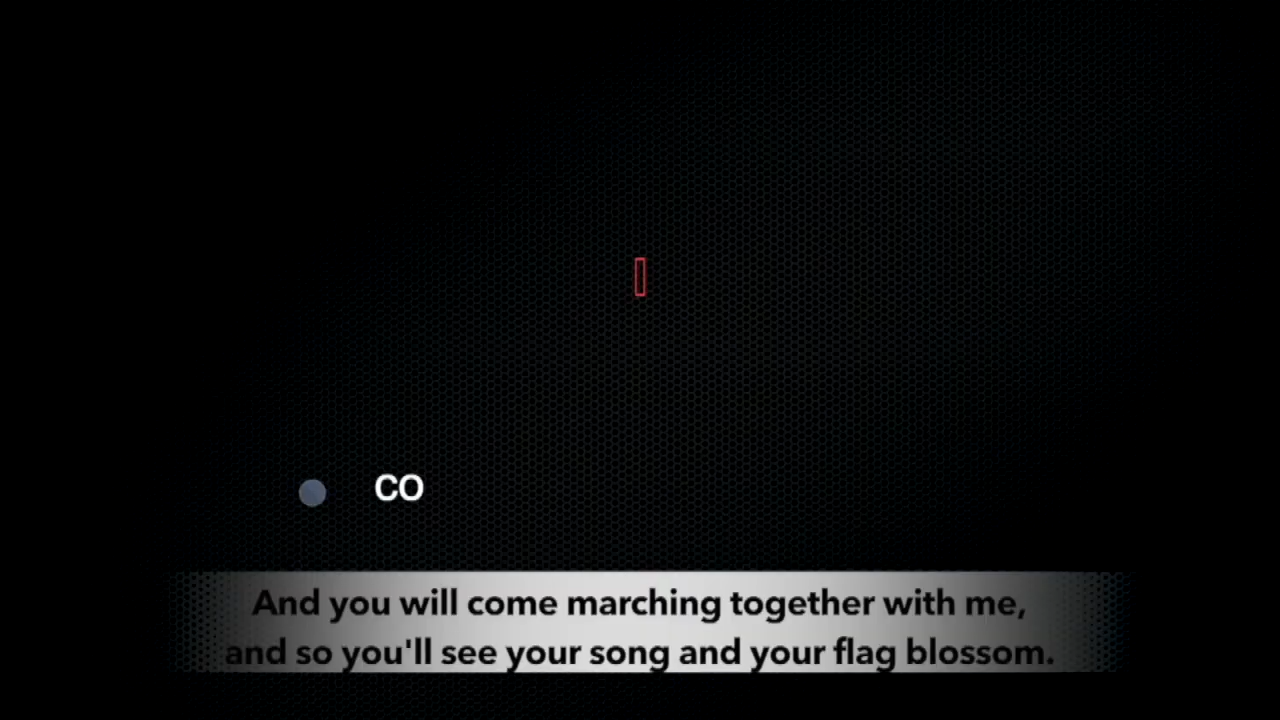 CO
And you will come marching together with me,
and so you'll see your song and your flag blossom.